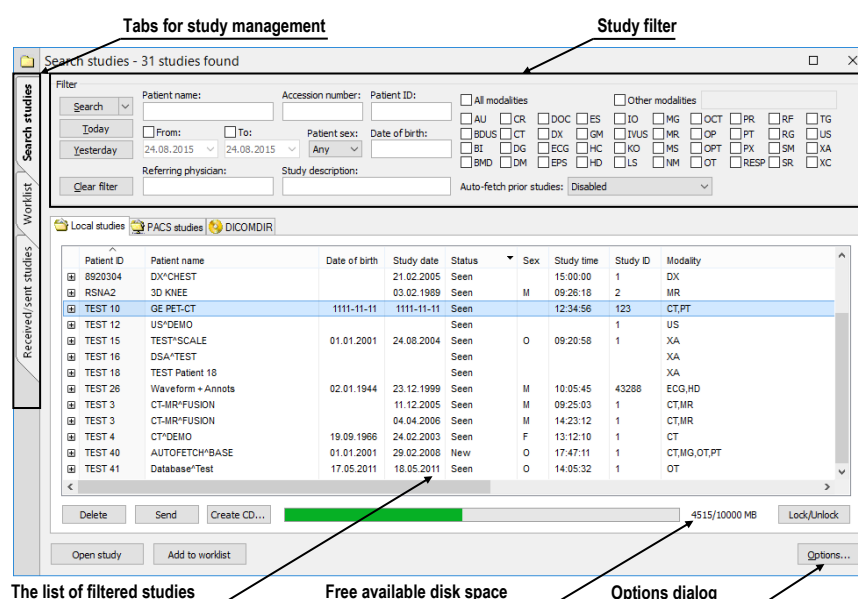 Tabs for study management
Study filter
Search studies - 31 studies found
Search studies
Worklist
Received/sent studies
Filter
Search
Today
Yesterday
Clear filter
Patient name:
Accession number:
Patient ID:
From:
To:
Patient sex:
Date of birth:
24.08.2015
24.08.2015
Any
Referring physician:
Study description:
All modalities
Other modalities
AU CR DOC ES IO MG OCT PR RF TG
BDUS CT DX GM IVUS MR OP PT RG US
BI DG ECG HC KO MS OPT PX SM XA
BMD DM EPS HD LS NM OT RESP SR XC
Auto-fetch prior studies: Disabled
Local studies PACS studies DICOMDIR
Patient ID Patient name Date of birth Study date Status Sex Study time Study ID Modality
8920304 DX^CHEST 21.02.2005 Seen 15:00:00 1 DX
RSNA2 3D KNEE 03.02.1989 Seen M 09:26:18 2 MR
TEST 10 GE PET-CT 1111-11-11 1111-11-11 Seen 12:34:56 123 CT,PT
TEST 12 US^DEMO Seen 1 US
TEST 15 TEST^SCALE 01.01.2001 24.08.2004 Seen O 09:20:58 1 XA
TEST 16 DSA^TEST Seen XA
TEST 18 TEST Patient 18 Seen XA
TEST 26 Waveform + Annots 02.01.1944 23.12.1999 Seen M 10:05:45 43288 ECG,HD
TEST 3 CT-MR^FUSION 11.12.2005 Seen M 09:25:03 1 CT,MR
TEST 3 CT-MR^FUSION 04.04.2006 Seen M 14:23:12 1 CT,MR
TEST 4 CT^DEMO 19.09.1966 24.02.2003 Seen F 13:12:10 1 CT
TEST 40 AUTOFETCH^BASE 01.01.2001 29.02.2008 New O 17:47:11 1 CT,MG,OT,PT
TEST 41 Database^Test 17.05.2011 18.05.2011 Seen O 14:05:32 1 OT
Delete Send Create CD... 4515/10000 MB Lock/Unlock
Open study Add to worklist Options...
The list of filtered studies
Free available disk space
Options dialog